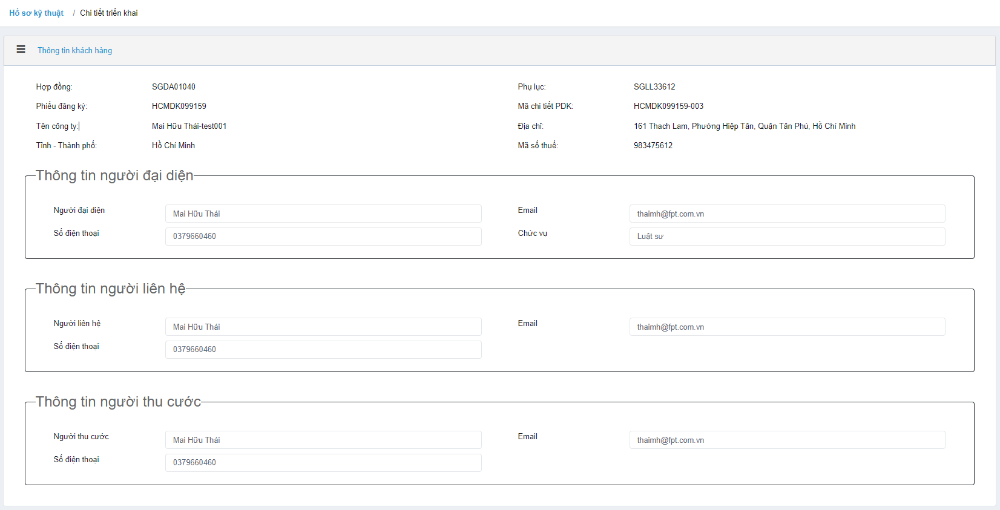 Hồ sơ kỹ thuật / Chi tiết triển khai
Thông tin khách hàng
Hợp đồng: SGDA01040 Phụ lục: SGLL33612
Phiếu đăng ký: HCMDK099159 Mã chi tiết PDK: HCMDK099159-003
Tên công ty: Mai Hữu Thái-test001 Địa chỉ: 161 Thach Lam, Phường Hiệp Tân, Quận Tân Phú, Hồ Chí Minh
Tỉnh - Thành phố: Hồ Chí Minh Mã số thuế: 983475612
Thông tin người đại diện
Người đại diện Mai Hữu Thái Email thaimh@fpt.com.vn
Số điện thoại 0379660460 Chức vụ Luật sư
Thông tin người liên hệ
Người liên hệ Mai Hữu Thái Email thaimh@fpt.com.vn
Số điện thoại 0379660460
Thông tin người thu cước
Người thu cước Mai Hữu Thái Email thaimh@fpt.com.vn
Số điện thoại 0379660460